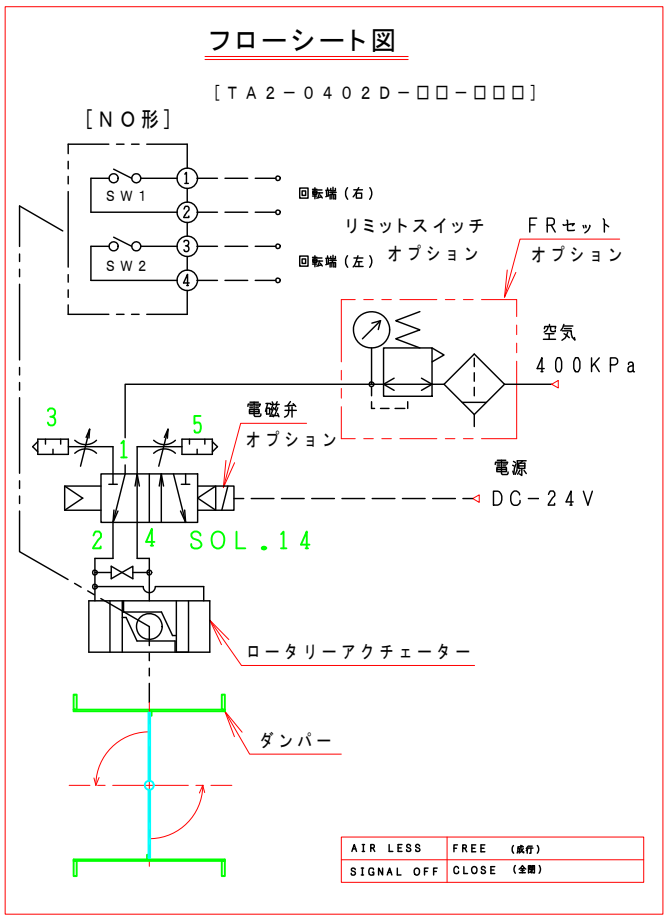 フローシート図
[TA2-0402D-□□-□□□]
[NO形]
SW1
1
2
回転端(右)
SW2
3
4
回転端(左)
リミットスイッチ
オプション
FRセット
オプション
空気
400KPa
電磁弁
オプション
3
1
5
電源
DC-24V
2
4
SOL.14
ロータリーアクチェーター
ダンパー
AIR LESS FREE (成行)
SIGNAL OFF CLOSE (全閉)